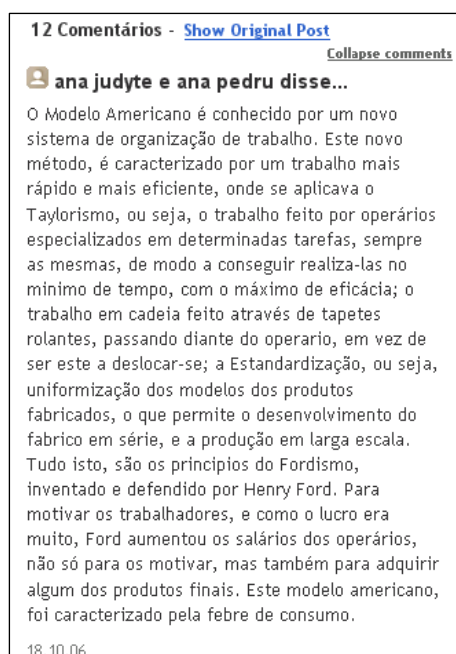 12 Comentários - Show Original Post
Collapse comments
ana judyte e ana pedru disse...
O Modelo Americano é conhecido por um novo
sistema de organização de trabalho. Este novo
método, é caracterizado por um trabalho mais
rápido e mais eficiente, onde se aplicava o
Taylorismo, ou seja, o trabalho feito por operários
especializados em determinadas tarefas, sempre
as mesmas, de modo a conseguir realiza-las no
minimo de tempo, com o máximo de eficácia; o
trabalho em cadeia feito através de tapetes
rolantes, passando diante do operario, em vez de
ser este a deslocar-se; a Estandardização, ou seja,
uniformização dos modelos dos produtos
fabricados, o que permite o desenvolvimento do
fabrico em série, e a produção em larga escala.
Tudo isto, são os principios do Fordismo,
inventado e defendido por Henry Ford. Para
motivar os trabalhadores, e como o lucro era
muito, Ford aumentou os salários dos operários,
não só para os motivar, mas também para adquirir
algum dos produtos finais. Este modelo americano,
foi caracterizado pela febre de consumo.
18.10.06